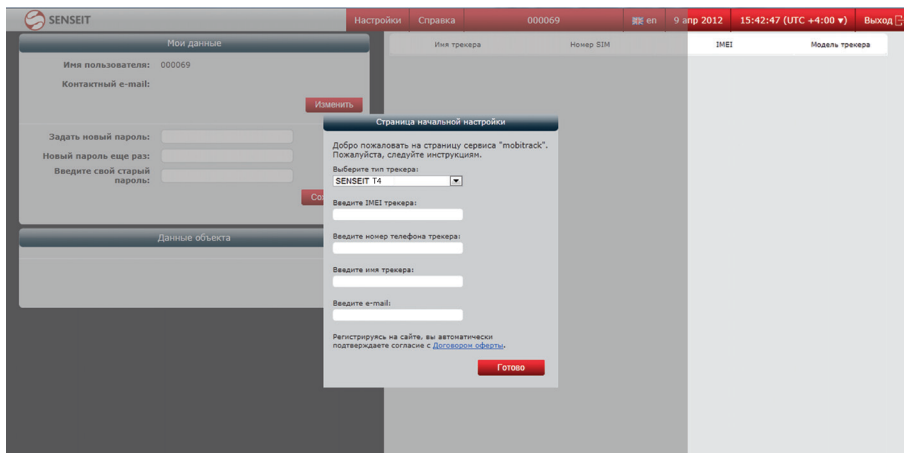 SENSEIT
Настройки Справка 000069 en 9 апр 2012 15:42:47 (UTC +4:00 ▼) Выход
Мои данные
Имя пользователя: 000069
Контактный e-mail:
Изменить
Задать новый пароль:
Новый пароль еще раз:
Введите свой старый
пароль:
Данные объекта
Имя трекера Номер SIM IMEI Модель трекера
Страница начальной настройки
Добро пожаловать на страницу сервиса "mobitrack".
Пожалуйста, следуйте инструкциям.
Выберите тип трекера:
SENSEIT T4
Введите IMEI трекера:
Введите номер телефона трекера:
Введите имя трекера:
Введите e-mail:
Регистрируясь на сайте, вы автоматически
подтверждаете согласие с Договором оферты.
Готово